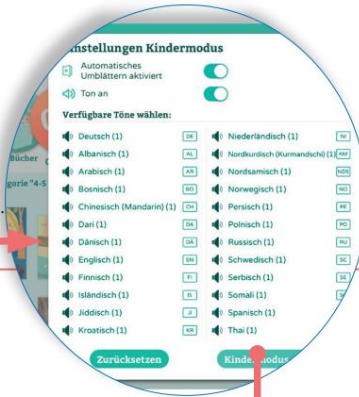 Einstellungen Kindermodus
Automatisches
Umblättern aktiviert
Ton an
Verfügbare Töne wählen:
Deutsch (1) DE
Albanisch (1) AL
Arabisch (1) AR
Bosnisch (1) BO
Chinesisch (Mandarin) (1) CH
Dari (1) DA
Dänisch (1) DÄ
Englisch (1) EN
Finnisch (1) FI
Isländisch (1) IS
Jiddisch (1) JI
Kroatisch (1) KR
Niederländisch (1) NI
Nordkurdisch (Kurmandschi) (1) KM
Nordsamisch (1) NDS
Norwegisch (1) NO
Persisch (1) PE
Polnisch (1) PO
Russisch (1) RU
Schwedisch (1) SC
Serbisch (1) SE
Somali (1)
Spanisch (1)
Thai (1)
Zurücksetzen
Kindermodus
Bücher
gorie "4-5